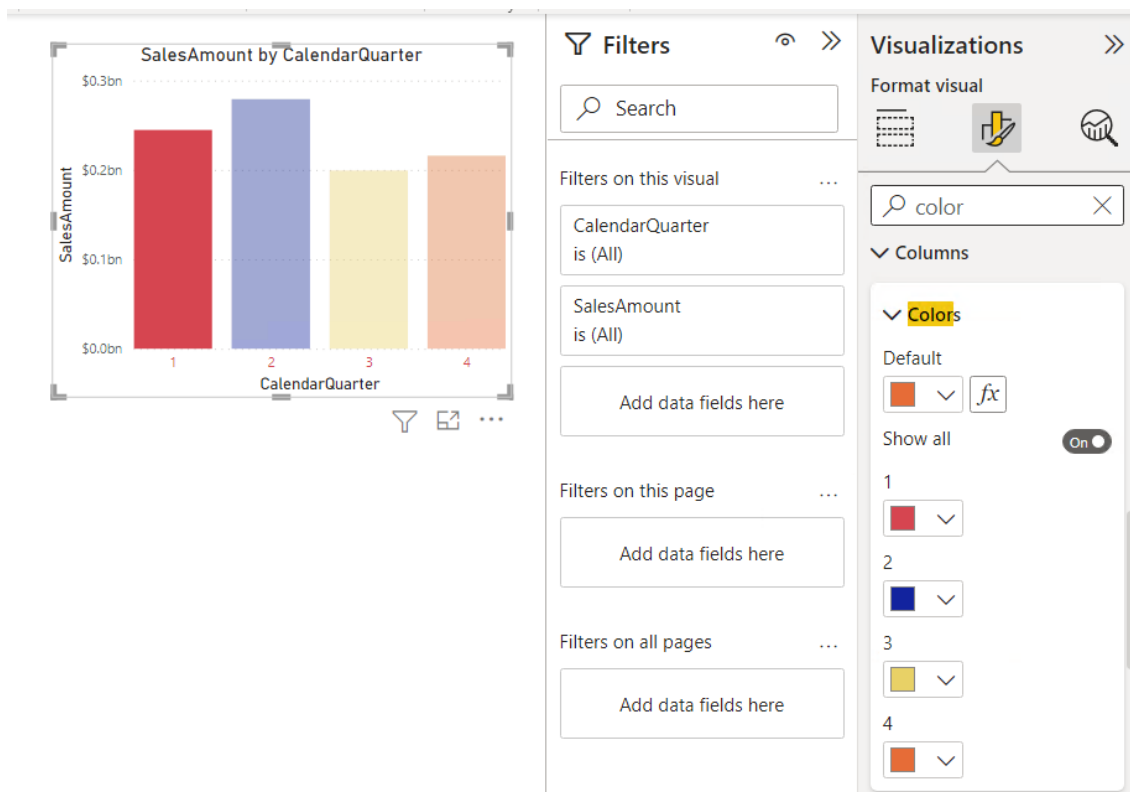 SalesAmount by CalendarQuarter
$0.3bn
$0.2bn
$0.1bn
$0.0bn
SalesAmount
1 2 3 4
CalendarQuarter
Filters
Search
Filters on this visual ...
CalendarQuarter
is (All)
SalesAmount
is (All)
Add data fields here
Filters on this page ...
Add data fields here
Filters on all pages ...
Add data fields here
Visualizations
Format visual
color
Columns
Colors
Default
fx
Show all On
1
2
3
4